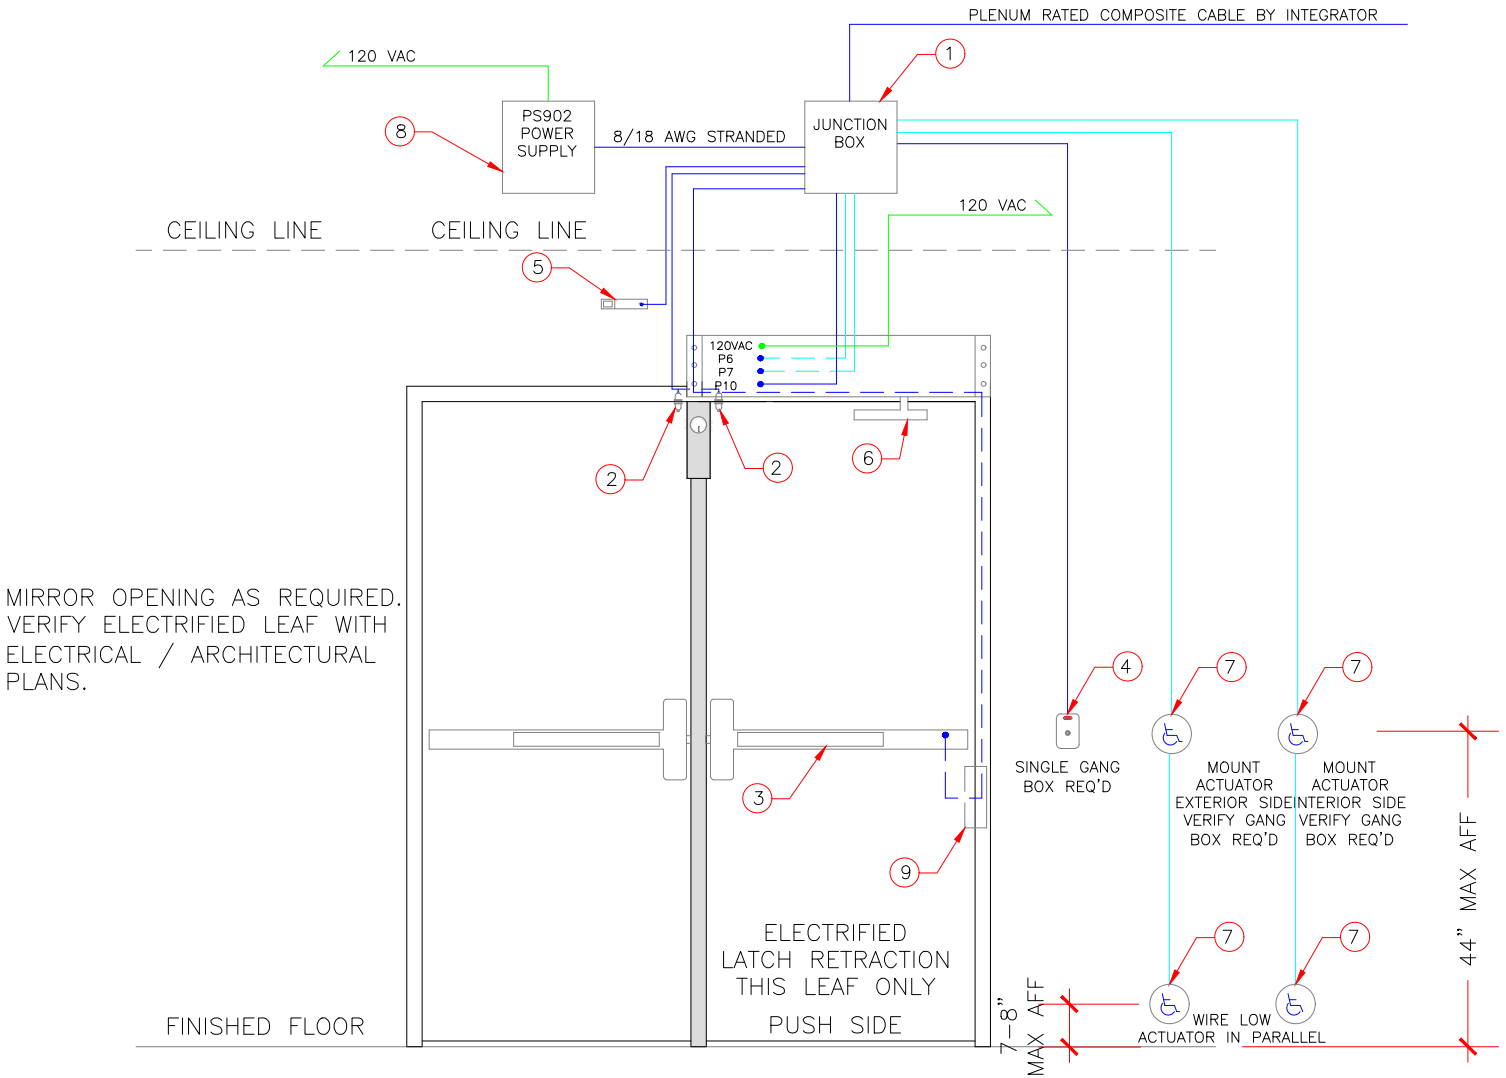 PLENUM RATED COMPOSITE CABLE BY INTEGRATOR
120 VAC
1
PS902
POWER
SUPPLY
8
8/18 AWG STRANDED
JUNCTION
BOX
120 VAC
CEILING LINE
CEILING LINE
5
120VAC
P6
P7
P10
2
2
6
MIRROR OPENING AS REQUIRED.
VERIFY ELECTRIFIED LEAF WITH
ELECTRICAL / ARCHITECTURAL
PLANS.
4
7
7
3
9
SINGLE GANG
BOX REQ'D
MOUNT
ACTUATOR
EXTERIOR SIDE
VERIFY GANG
BOX REQ'D
MOUNT
ACTUATOR
INTERIOR SIDE
VERIFY GANG
BOX REQ'D
44" MAX AFF
ELECTRIFIED
LATCH RETRACTION
THIS LEAF ONLY
PUSH SIDE
7
7
7-8"
MAX AFF
WIRE LOW
ACTUATOR IN PARALLEL
FINISHED FLOOR